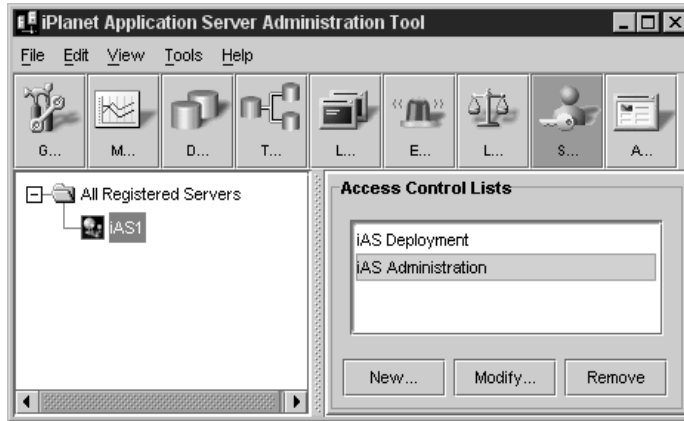 iPlanet Application Server Administration Tool
File Edit View Tools Help
G... M... D... T... L... E... L... S... A...
All Registered Servers
iAS1
Access Control Lists
iAS Deployment
iAS Administration
New... Modify... Remove